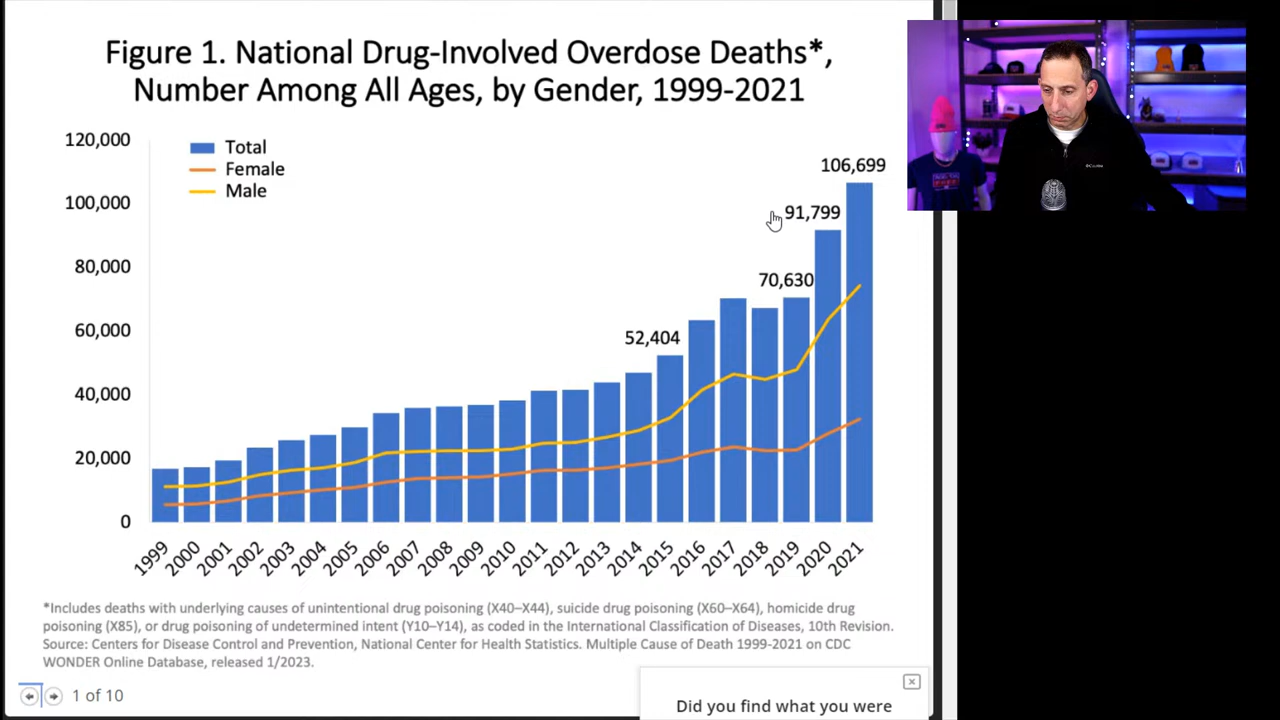 Figure 1. National Drug-Involved Overdose Deaths*,
Number Among All Ages, by Gender, 1999-2021
120,000
100,000
80,000
60,000
40,000
20,000
0
Total
Female
Male
52,404
70,630
91,799
106,699
1999
2000
2001
2002
2003
2004
2005
2006
2007
2008
2009
2010
2011
2012
2013
2014
2015
2016
2017
2018
2019
2020
2021
*Includes deaths with underlying causes of unintentional drug poisoning (X40–X44), suicide drug poisoning (X60–X64), homicide drug
poisoning (X85), or drug poisoning of undetermined intent (Y10–Y14), as coded in the International Classification of Diseases, 10th Revision.
Source: Centers for Disease Control and Prevention, National Center for Health Statistics. Multiple Cause of Death 1999-2021 on CDC
WONDER Online Database, released 1/2023.
1 of 10
Did you find what you were
Columbia